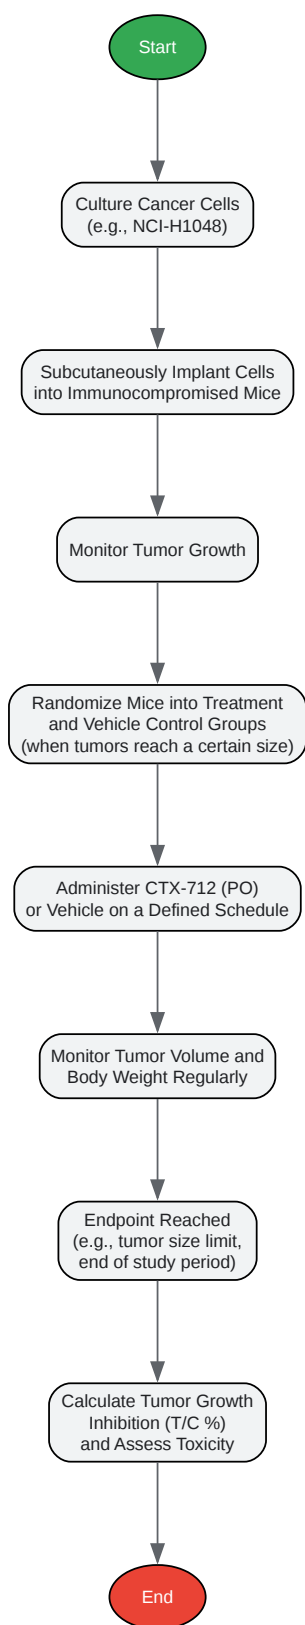 Start
Culture Cancer Cells
(e.g., NCI-H1048)
Subcutaneously Implant Cells
into Immunocompromised Mice
Monitor Tumor Growth
Randomize Mice into Treatment
and Vehicle Control Groups
(when tumors reach a certain size)
Administer CTX-712 (PO)
or Vehicle on a Defined Schedule
Monitor Tumor Volume and
Body Weight Regularly
Endpoint Reached
(e.g., tumor size limit,
end of study period)
Calculate Tumor Growth
Inhibition (T/C %)
and Assess Toxicity
End